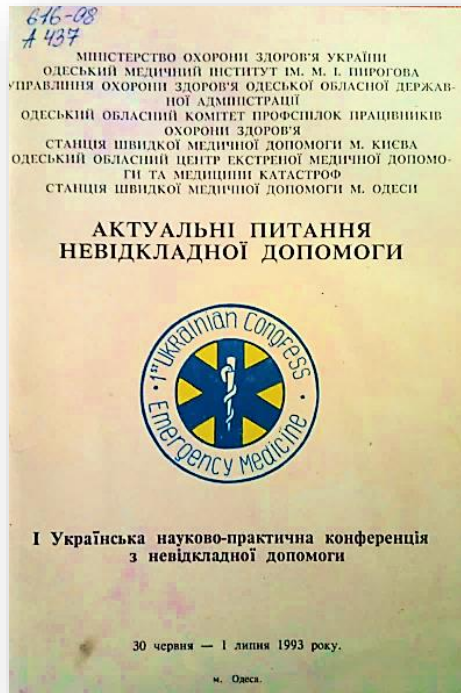 616-08
А 437
МІНІСТЕРСТВО ОХОРОНИ ЗДОРОВ'Я УКРАЇНИ
ОДЕСЬКИЙ МЕДИЧНИЙ ІНСТИТУТ ІМ. М. І. ПИРОГОВА
УПРАВЛІННЯ ОХОРОНИ ЗДОРОВ'Я ОДЕСЬКОЇ ОБЛАСНОЇ ДЕРЖАВ-
НОЇ АДМІНІСТРАЦІЇ
ОДЕСЬКИЙ ОБЛАСНИЙ КОМІТЕТ ПРОФСПІЛОК ПРАЦІВНИКІВ
ОХОРОНИ ЗДОРОВ'Я
СТАНЦІЯ ШВИДКОЇ МЕДИЧНОЇ ДОПОМОГИ М. КИЄВА
ОДЕСЬКИЙ ОБЛАСНИЙ ЦЕНТР ЕКСТРЕНОЇ МЕДИЧНОЇ ДОПОМО-
ГИ ТА МЕДИЦИНИ КАТАСТРОФ
СТАНЦІЯ ШВИДКОЇ МЕДИЧНОЇ ДОПОМОГИ М. ОДЕСИ
АКТУАЛЬНІ ПИТАННЯ
НЕВІДКЛАДНОЇ ДОПОМОГИ
1st Ukrainian Congress
Emergency Medicine
І Українська науково-практична конференція
з невідкладної допомоги
30 червня — 1 липня 1993 року.
м. Одеса.